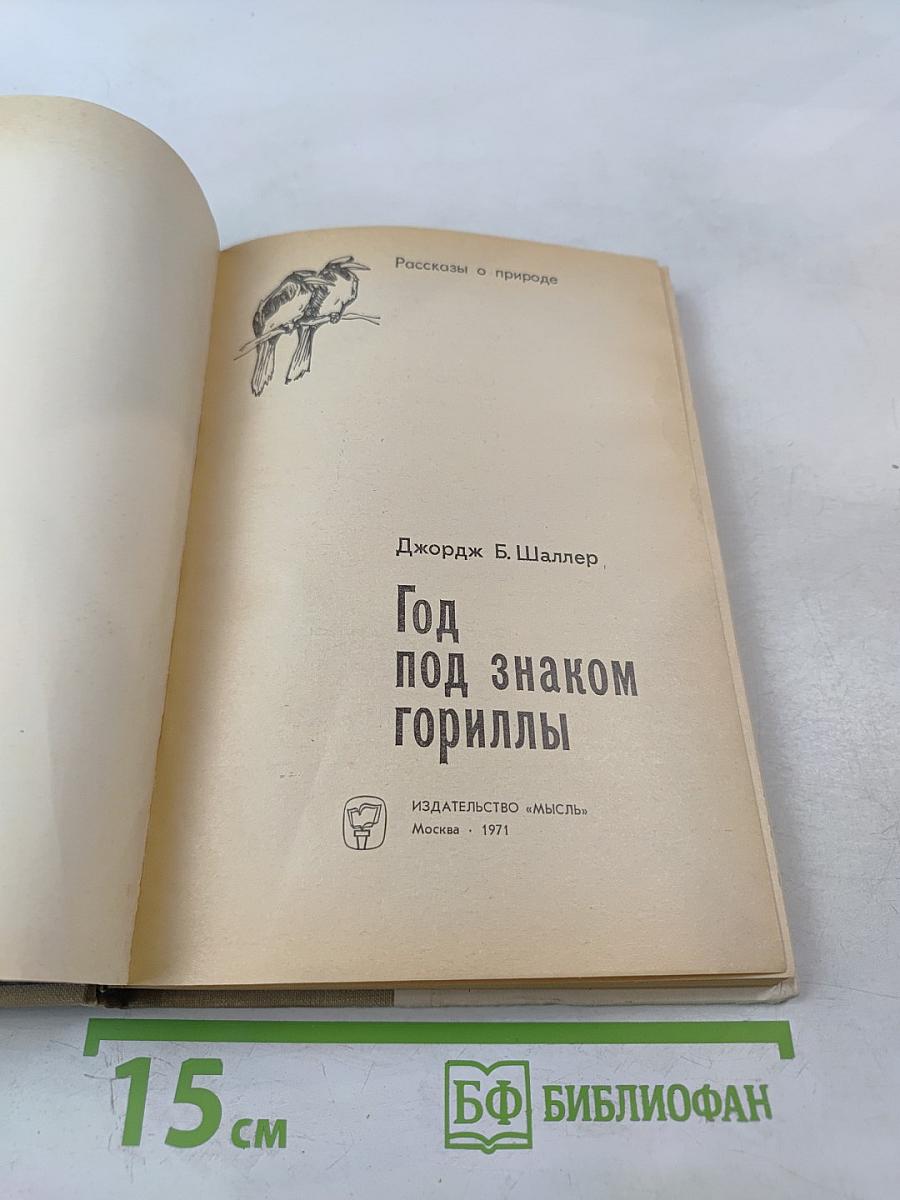 Рассказы о природе
Джордж Б. Шаллер
Год
под знаком
гориллы
ИЗДАТЕЛЬСТВО «МЫСЛЬ»
Москва · 1971
15 см
БФ БИБЛИОФАН